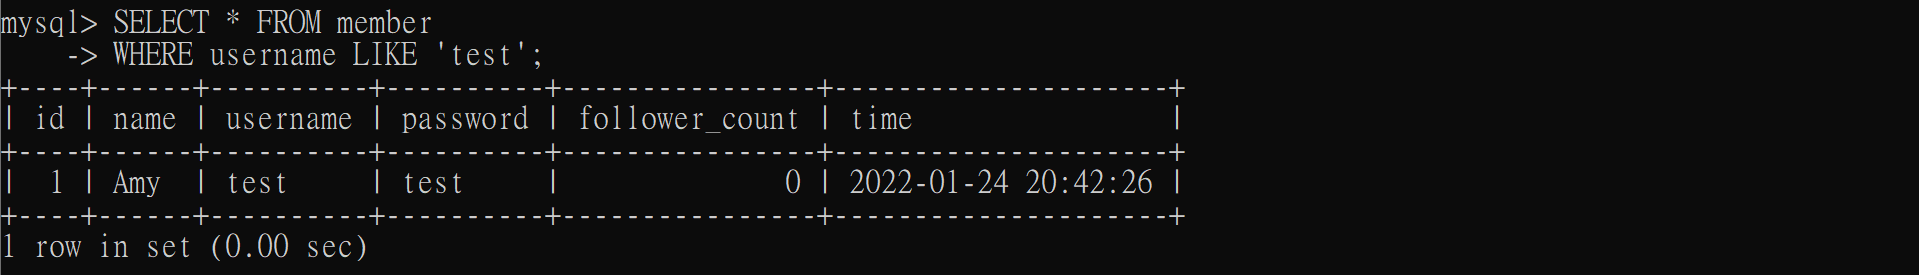 mysql> SELECT * FROM member
    -> WHERE username LIKE 'test';
+----+------+----------+----------+----------------+---------------------+
| id | name | username | password | follower_count | time                |
+----+------+----------+----------+----------------+---------------------+
|  1 | Amy  | test     | test     |              0 | 2022-01-24 20:42:26 |
+----+------+----------+----------+----------------+---------------------+
1 row in set (0.00 sec)